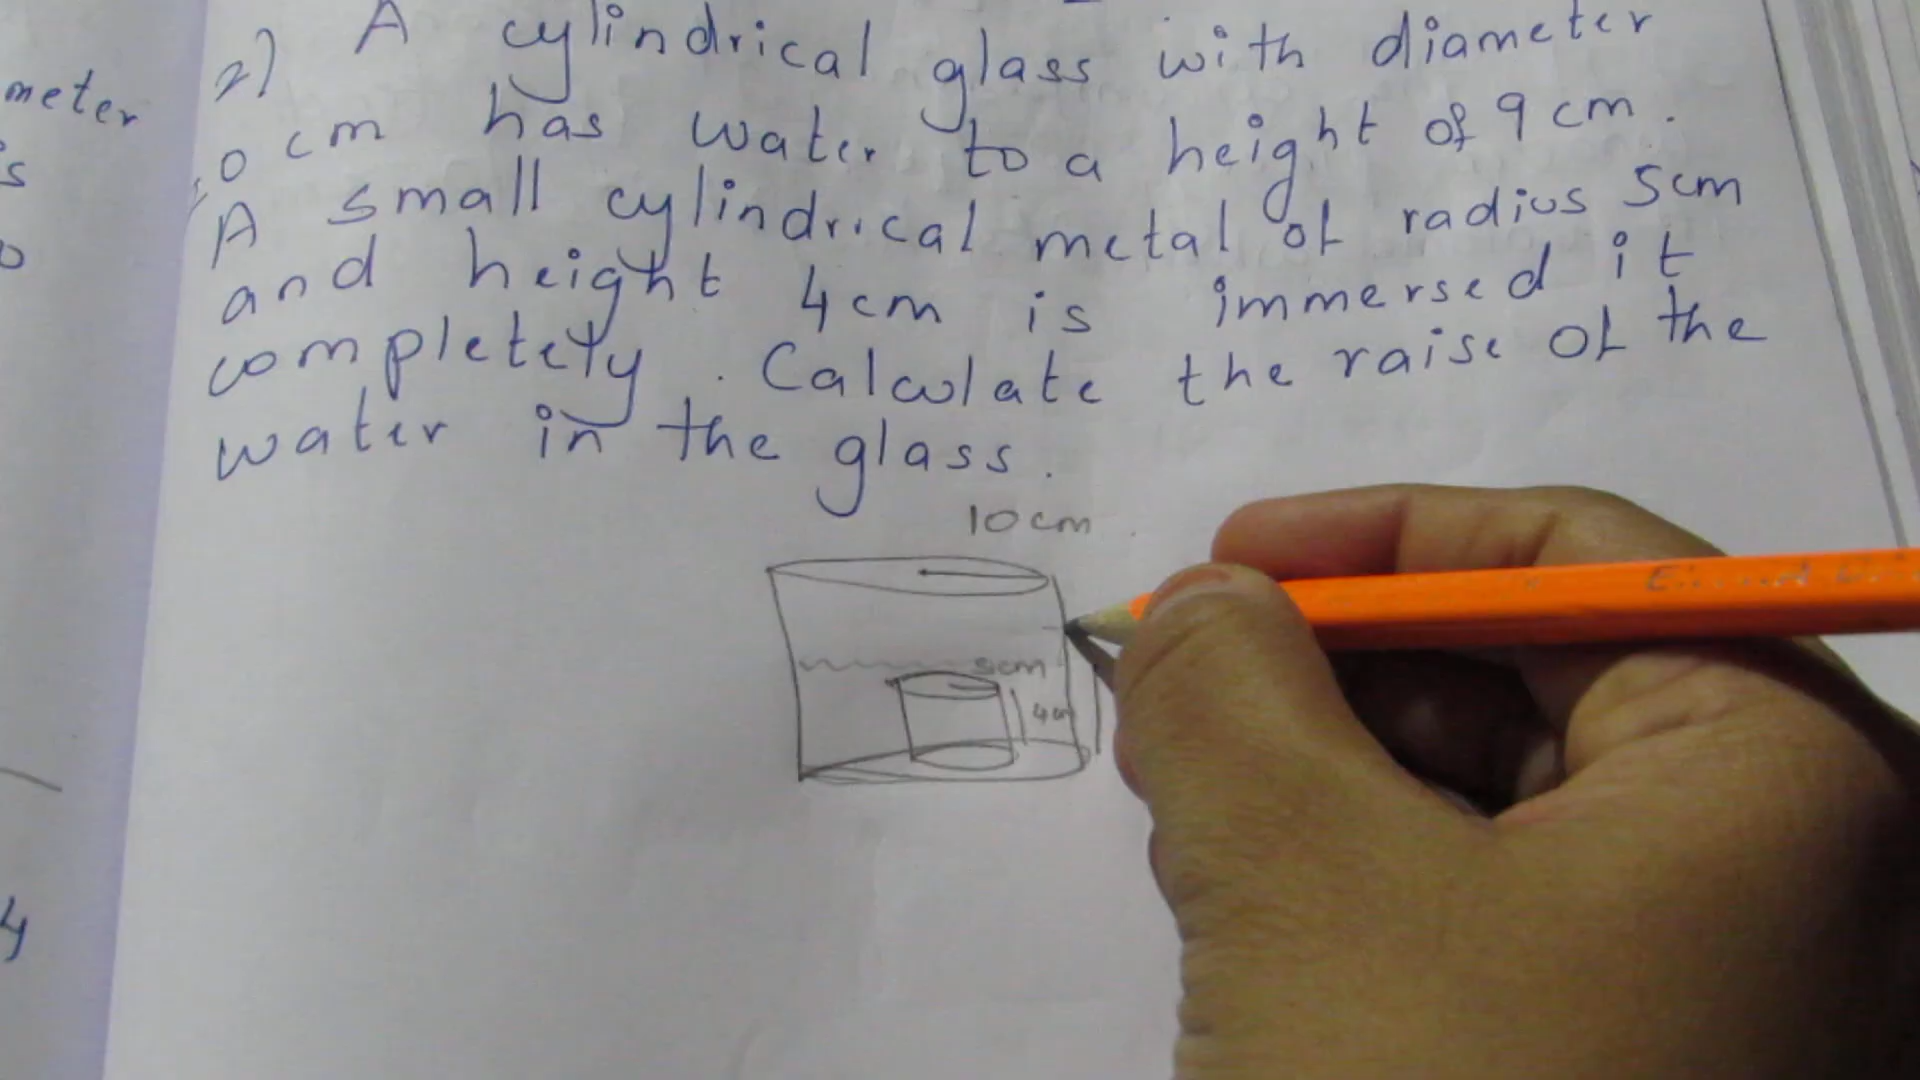 meter
s
4
2) A cylindrical glass with diameter
0 cm has water to a height of 9 cm.
A small cylindrical metal of radius 5cm
and height 4cm is immersed it
completely. Calculate the raise of the
water in the glass.
10cm
5cm
4cm